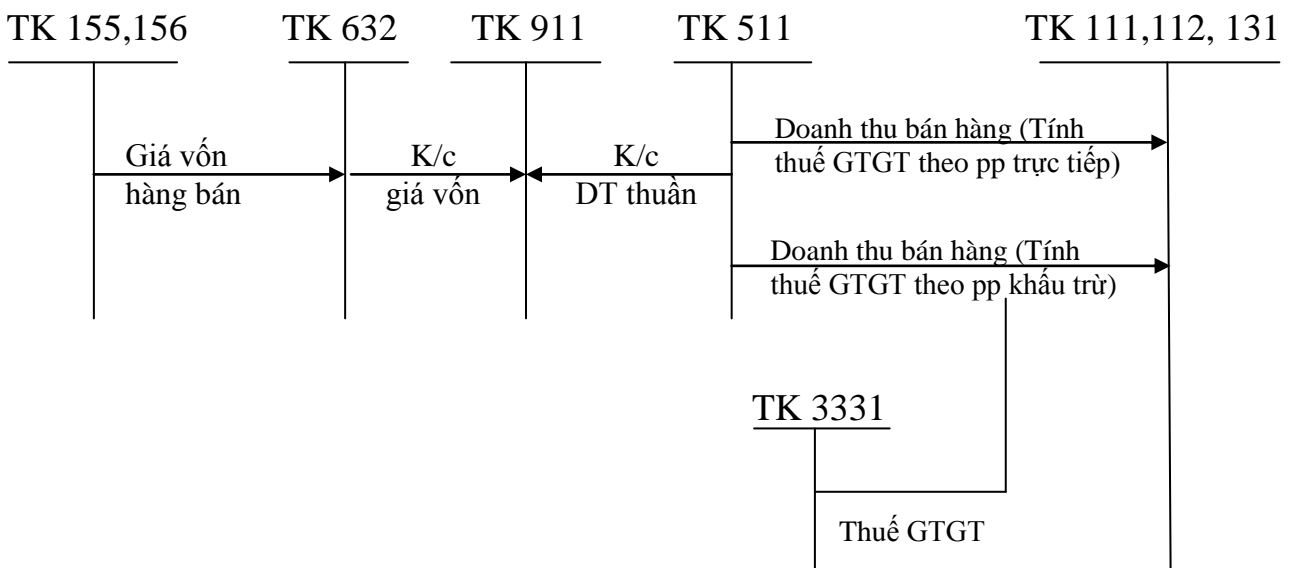 TK 155,156 TK 632 TK 911 TK 511 TK 111,112, 131
Doanh thu bán hàng (Tính
thuế GTGT theo pp trực tiếp)
Giá vốn
hàng bán
K/c
giá vốn
K/c
DT thuần
Doanh thu bán hàng (Tính
thuế GTGT theo pp khấu trừ)
TK 3331
Thuế GTGT